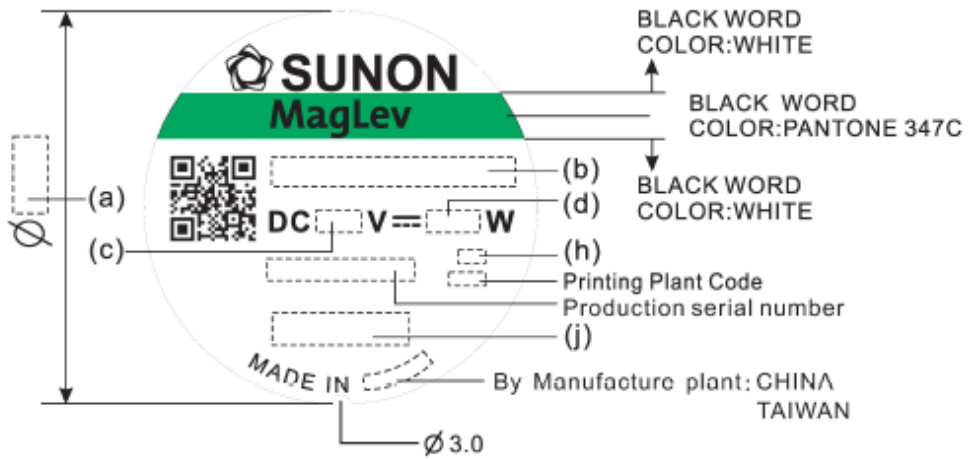 BLACK WORD
COLOR:WHITE
SUNON
MagLev
BLACK WORD
COLOR:PANTONE 347C
(a)
(b)
BLACK WORD
COLOR:WHITE
DC V W
(d)
(c)
(h)
Printing Plant Code
Production serial number
(j)
MADE IN
By Manufacture plant: CHINA
TAIWAN
Ø
Ø3.0